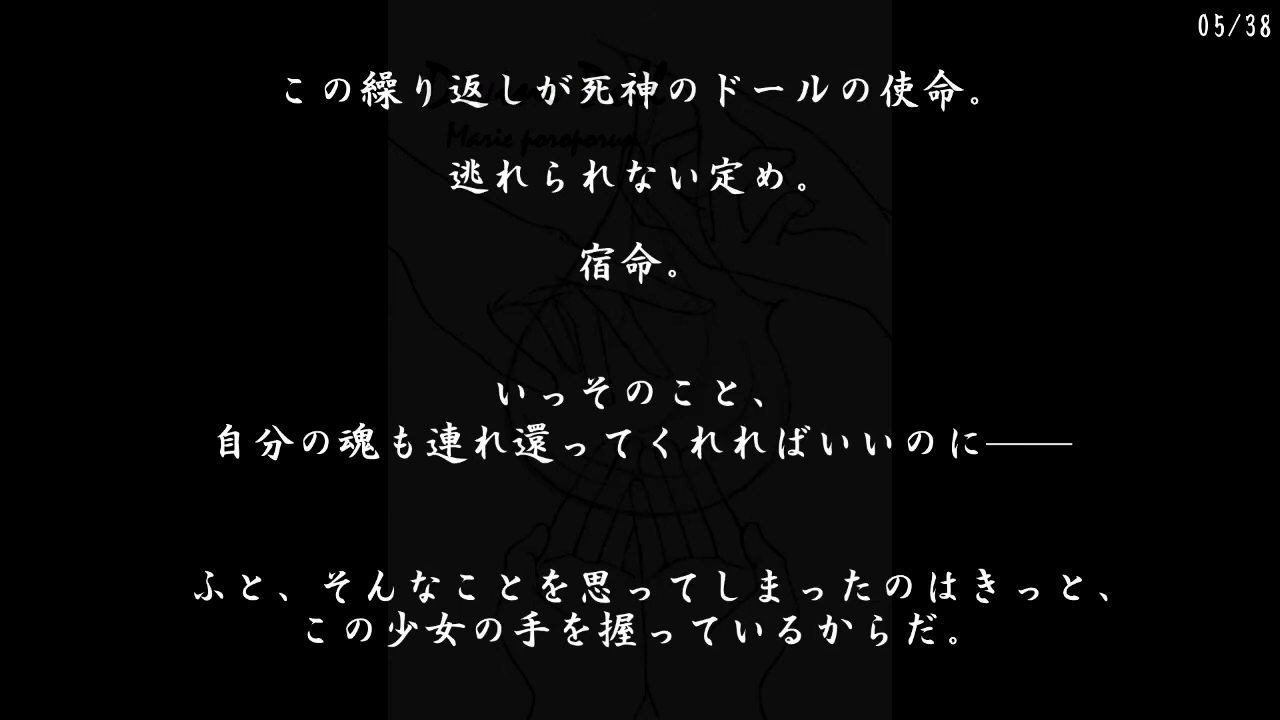 05/38
この繰り返しが死神のドールの使命。
逃れられない定め。
宿命。
いっそのこと、
自分の魂も連れ還ってくれればいいのに――
ふと、そんなことを思ってしまったのはきっと、
この少女の手を握っているからだ。